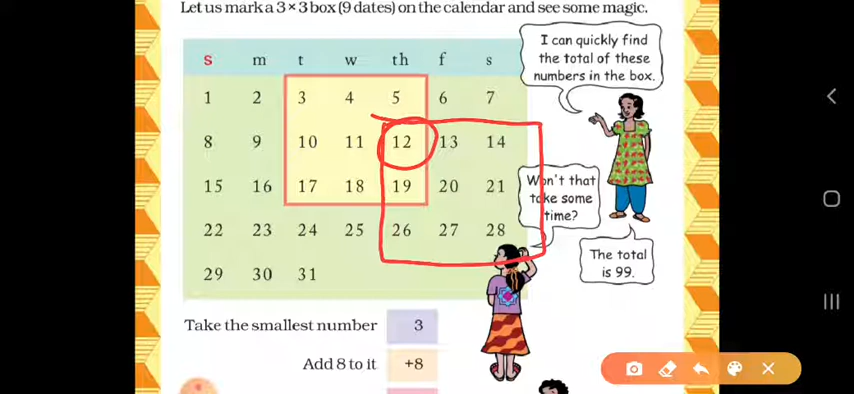 Let us mark a 3 × 3 box (9 dates) on the calendar and see some magic.
I can quickly find
the total of these
numbers in the box.
S m t w th f s
1 2 3 4 5 6 7
8 9 10 11 12 13 14
15 16 17 18 19 20 21
22 23 24 25 26 27 28
29 30 31
Won't that
take some
time?
The total
is 99.
Take the smallest number 3
Add 8 to it +8